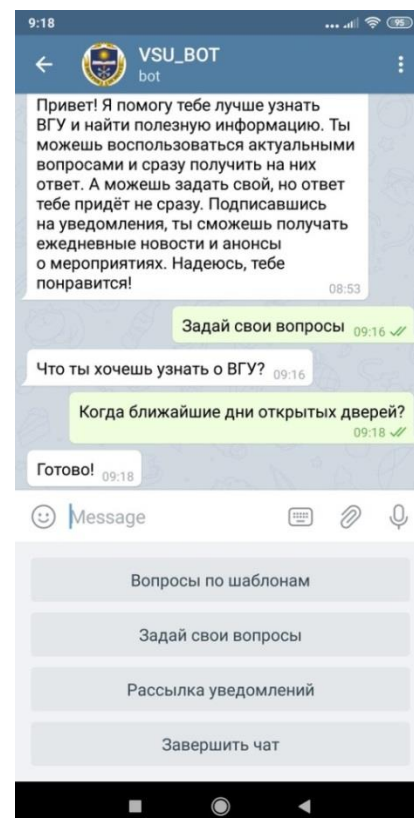 9:18
95
VSU_BOT
bot
Привет! Я помогу тебе лучше узнать
ВГУ и найти полезную информацию. Ты
можешь воспользоваться актуальными
вопросами и сразу получить на них
ответ. А можешь задать свой, но ответ
тебе придёт не сразу. Подписавшись
на уведомления, ты сможешь получать
ежедневные новости и анонсы
о мероприятиях. Надеюсь, тебе
понравится! 08:53
Задай свои вопросы 09:16
Что ты хочешь узнать о ВГУ? 09:16
Когда ближайшие дни открытых дверей?
09:18
Готово! 09:18
Message
Вопросы по шаблонам
Задай свои вопросы
Рассылка уведомлений
Завершить чат